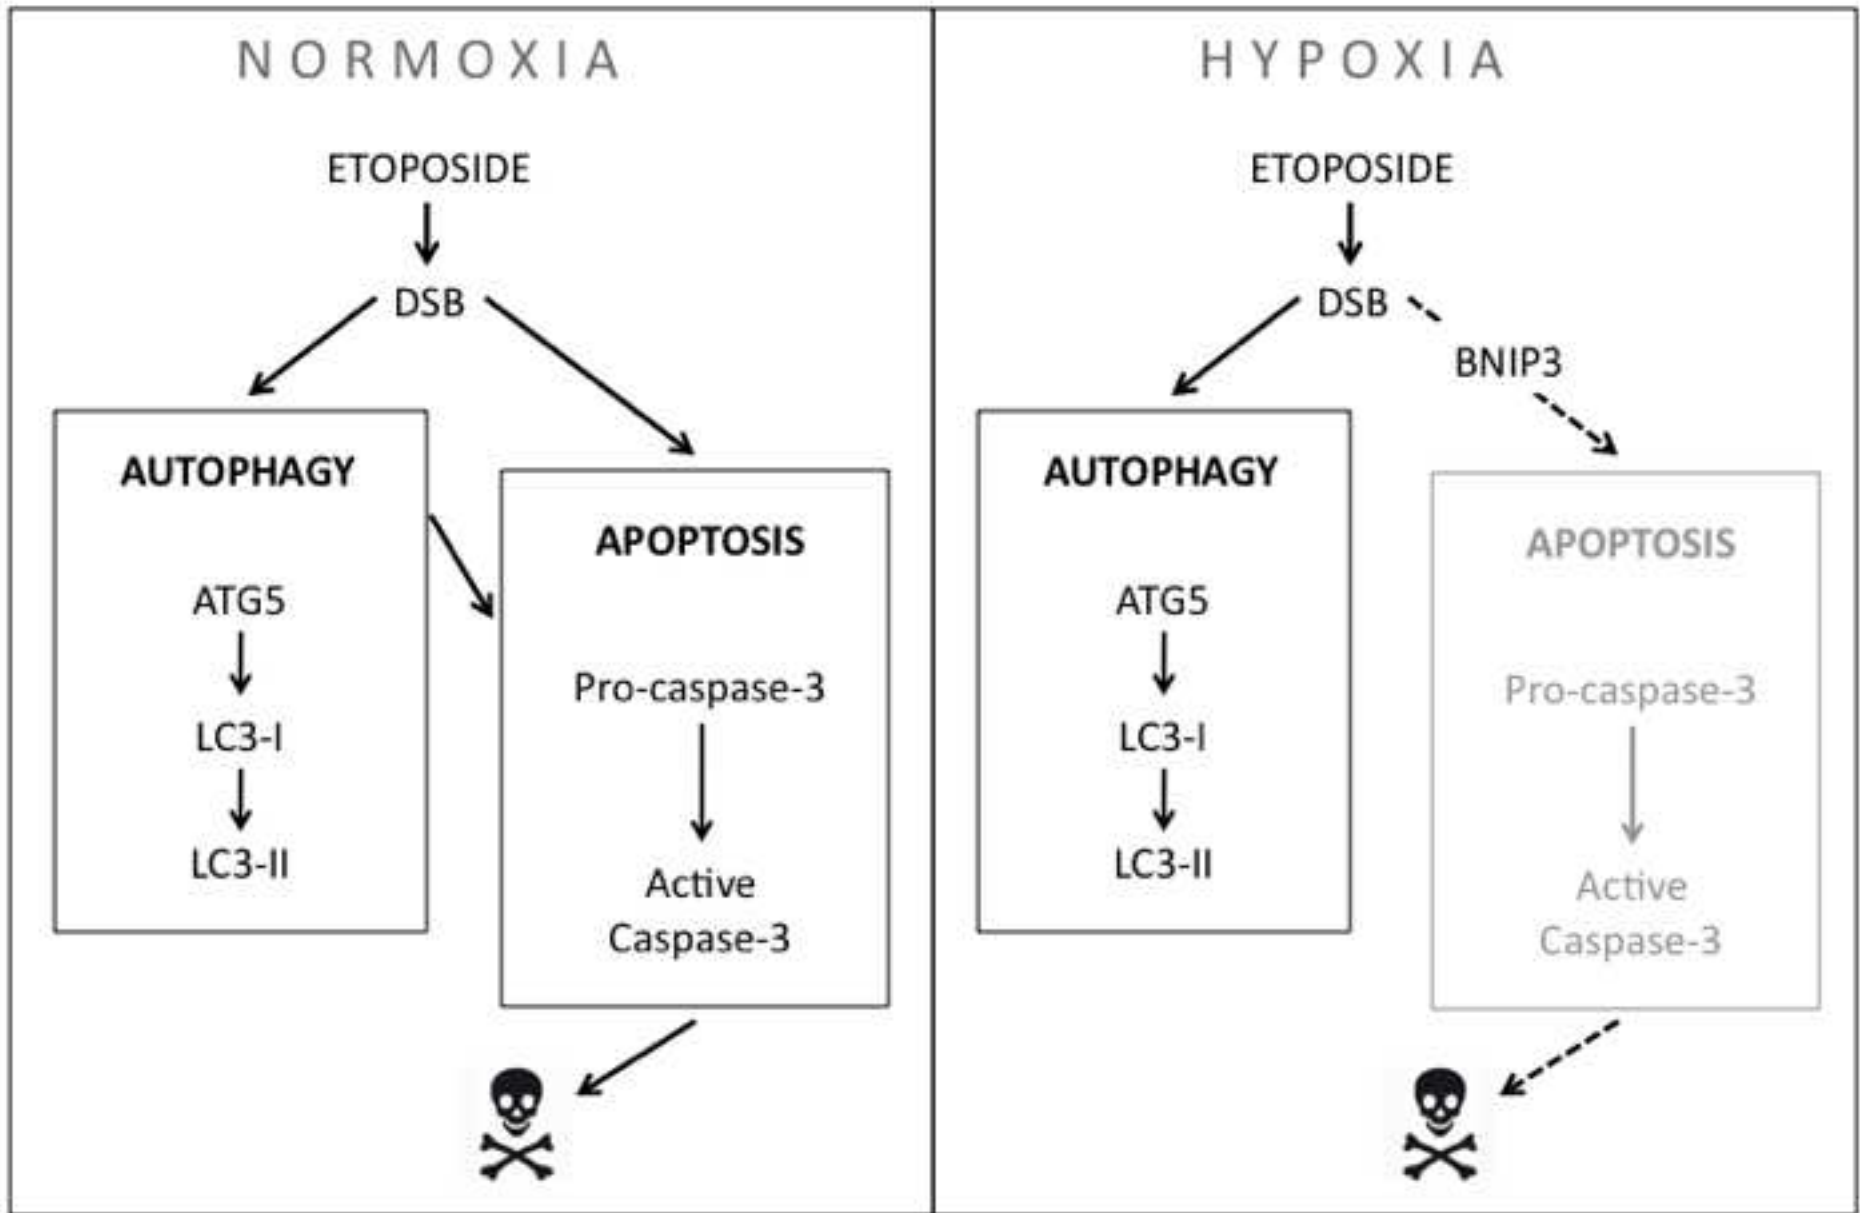 NORMOXIA
ETOPOSIDE
DSB
AUTOPHAGY
ATG5
LC3-I
LC3-II
APOPTOSIS
Pro-caspase-3
Active
Caspase-3
HYPOXIA
ETOPOSIDE
DSB
BNIP3
AUTOPHAGY
ATG5
LC3-I
LC3-II
APOPTOSIS
Pro-caspase-3
Active
Caspase-3